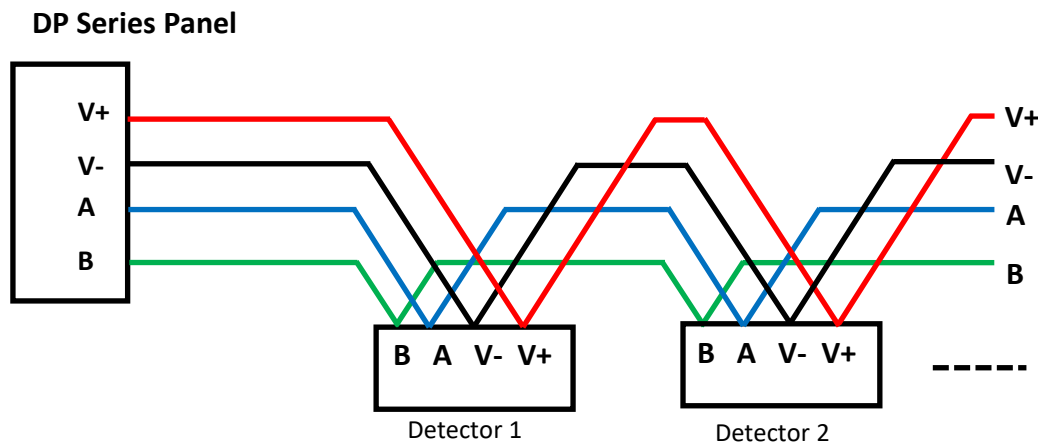 DP Series Panel
V+
V-
A
B
V+
V-
A
B
B A V- V+
Detector 1
B A V- V+
Detector 2